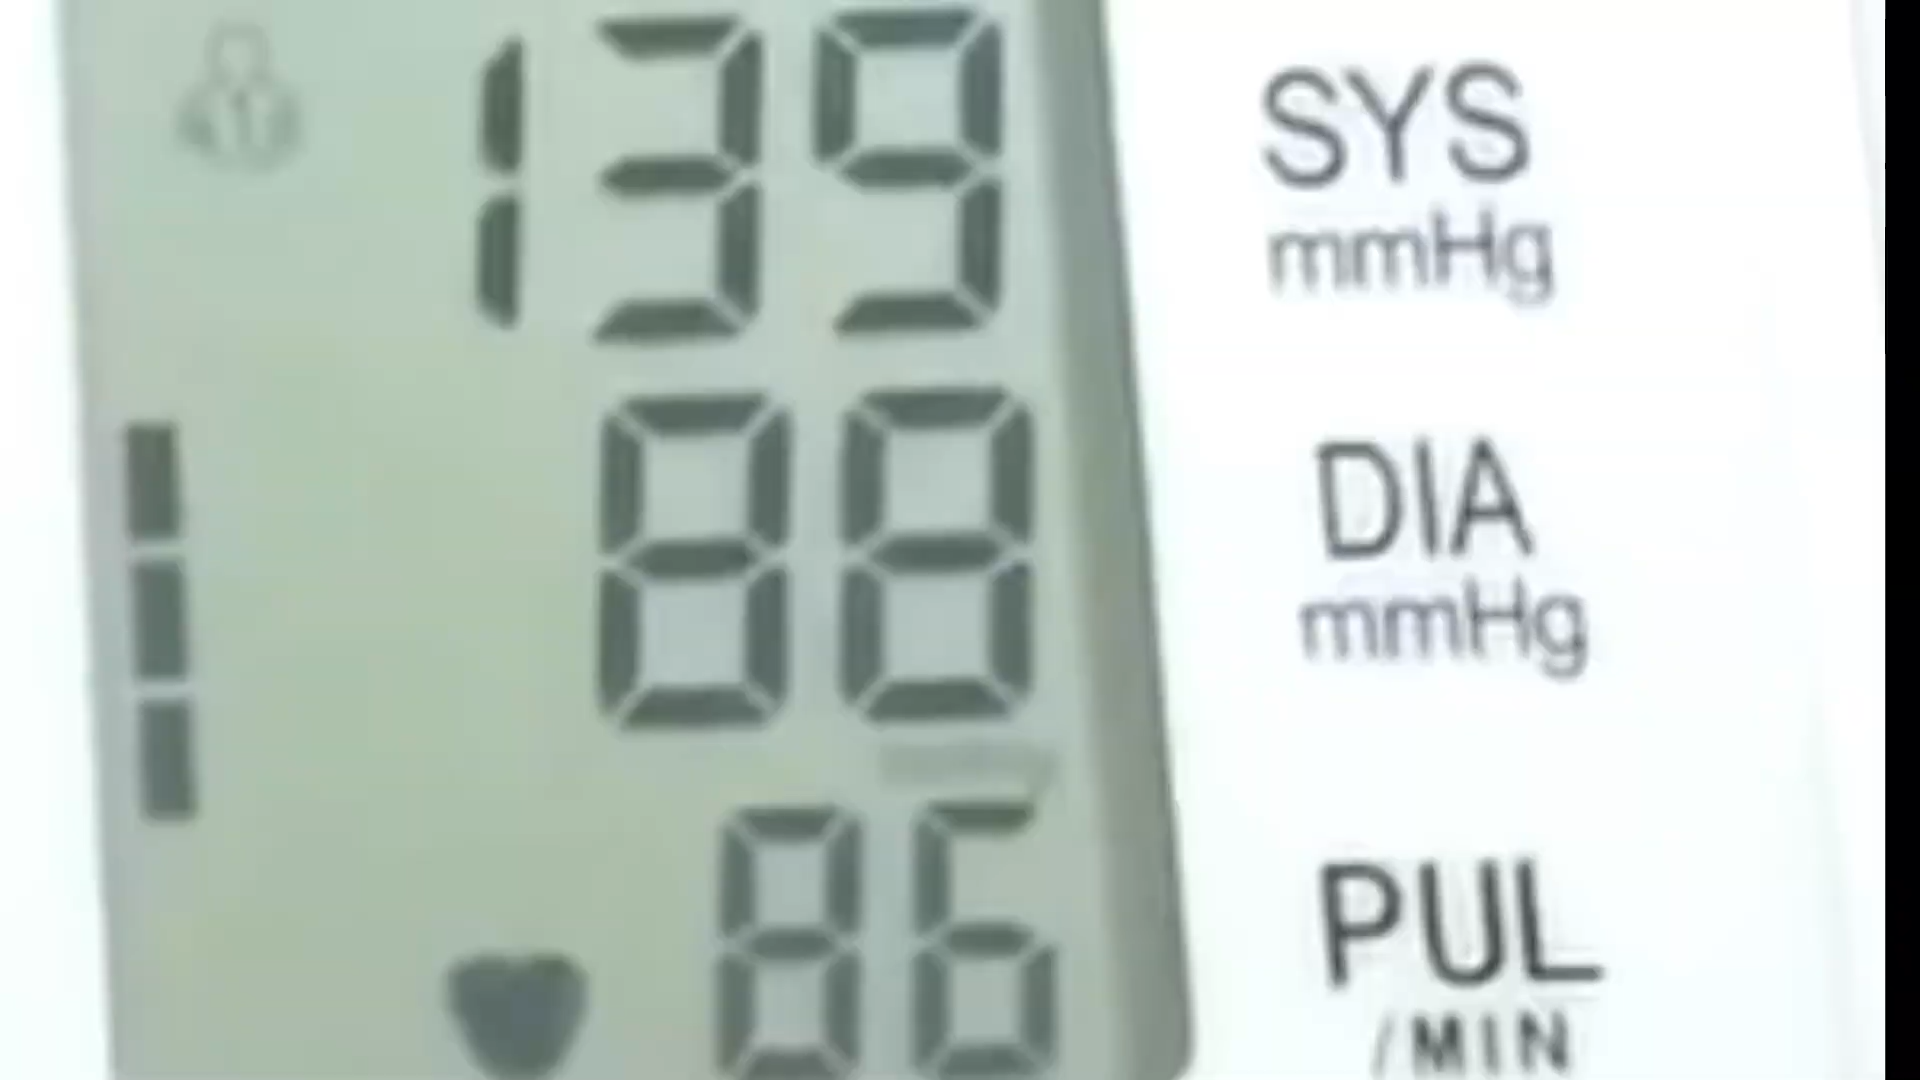 139 SYS
mmHg
88 DIA
mmHg
86 PUL
/MIN